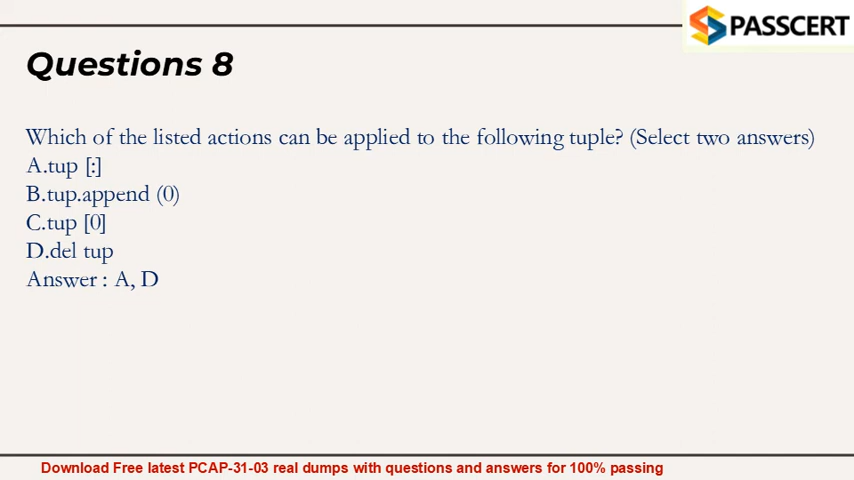 PASSCERT
Questions 8
Which of the listed actions can be applied to the following tuple? (Select two answers)
A.tup [:]
B.tup.append (0)
C.tup [0]
D.del tup
Answer : A, D
Download Free latest PCAP-31-03 real dumps with questions and answers for 100% passing